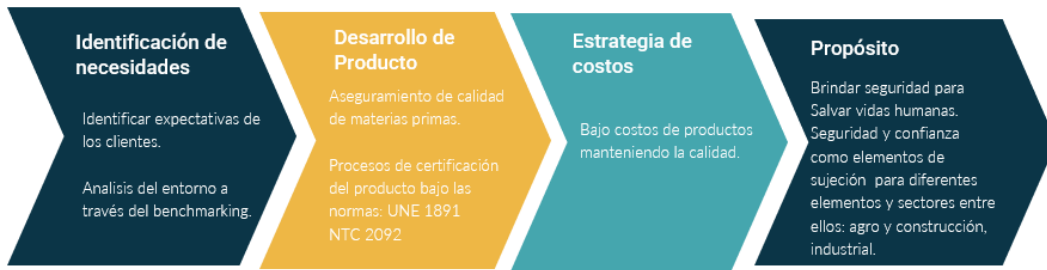 Identificación de
necesidades
Identificar expectativas de
los clientes.
Analisis del entorno a
través del benchmarking.
Desarrollo de
Producto
Aseguramiento de calidad
de materias primas.
Procesos de certificación
del producto bajo las
normas: UNE 1891
NTC 2092
Estrategia de
costos
Bajo costos de productos
manteniendo la calidad.
Propósito
Brindar seguridad para
Salvar vidas humanas.
Seguridad y confianza
como elementos de
sujeción para diferentes
elementos y sectores entre
ellos: agro y construcción,
industrial.